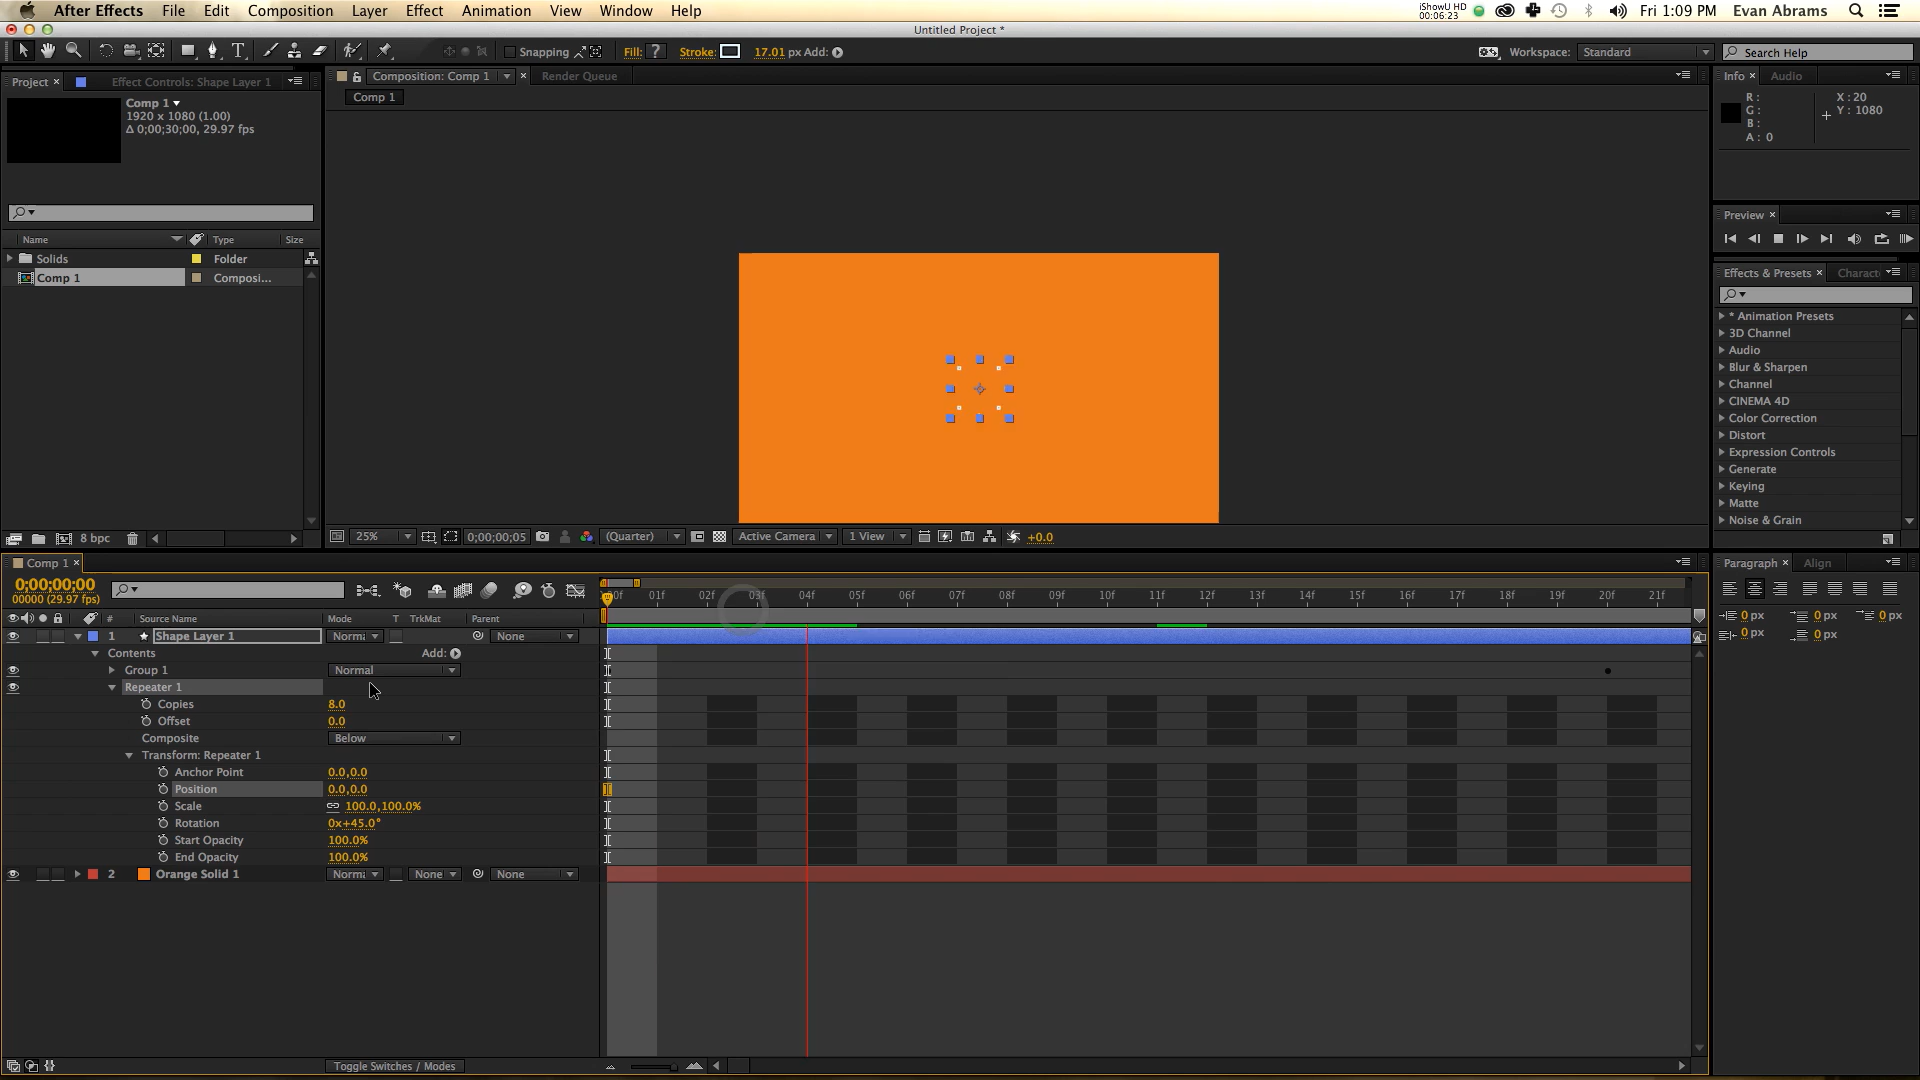 After Effects File Edit Composition Layer Effect Animation View Window Help
iShowU HD
00:06:23
Fri 1:09 PM Evan Abrams
Untitled Project *
T Snapping Fill: ? Stroke: 17.01 px Add:
Workspace: Standard
Search Help
Project × Effect Controls: Shape Layer 1
Comp 1
1920 x 1080 (1.00)
Δ 0;00;30;00, 29.97 fps
Name Type Size
Solids Folder
Comp 1 Composi...
8 bpc
Composition: Comp 1 × Render Queue
Comp 1
25% 0;00;00;05 (Quarter) Active Camera 1 View +0.0
Info × Audio
R :
G :
B :
A : 0
X : 20
Y : 1080
Preview ×
Effects & Presets × Charact
* Animation Presets
3D Channel
Audio
Blur & Sharpen
Channel
CINEMA 4D
Color Correction
Distort
Expression Controls
Generate
Keying
Matte
Noise & Grain
Comp 1 ×
0;00;00;00
00000 (29.97 fps)
# Source Name Mode T TrkMat Parent
00f 01f 02f 03f 04f 05f 06f 07f 08f 09f 10f 11f 12f 13f 14f 15f 16f 17f 18f 19f 20f 21f
1 Shape Layer 1 Norma None
Contents Add:
Group 1 Normal
Repeater 1
Copies 8.0
Offset 0.0
Composite Below
Transform: Repeater 1
Anchor Point 0.0,0.0
Position 0.0,0.0
Scale 100.0,100.0%
Rotation 0x+45.0°
Start Opacity 100.0%
End Opacity 100.0%
2 Orange Solid 1 Norma None None
Toggle Switches / Modes
Paragraph × Align
0 px 0 px 0 px
0 px 0 px